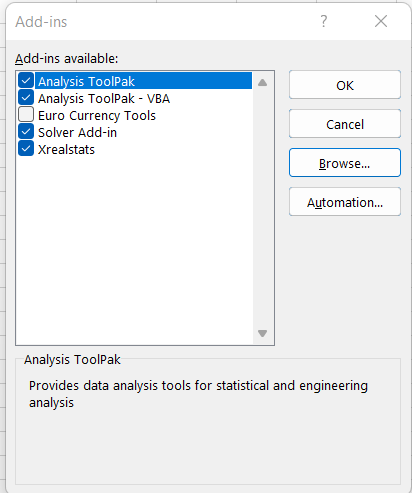 Add-ins
?
Add-ins available:
Analysis ToolPak
Analysis ToolPak - VBA
Euro Currency Tools
Solver Add-in
Xrealstats
OK
Cancel
Browse...
Automation...
Analysis ToolPak
Provides data analysis tools for statistical and engineering
analysis